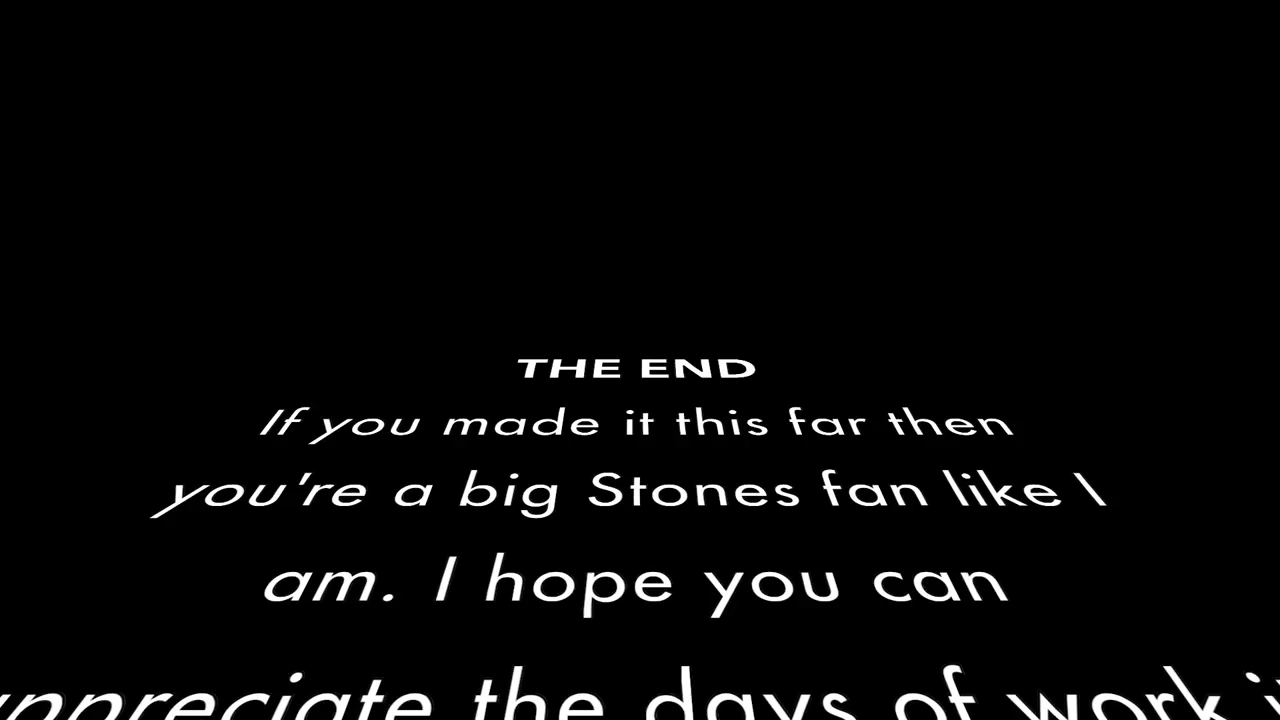 THE END
If you made it this far then
you're a big Stones fan like I
am. I hope you can
appreciate the days of work